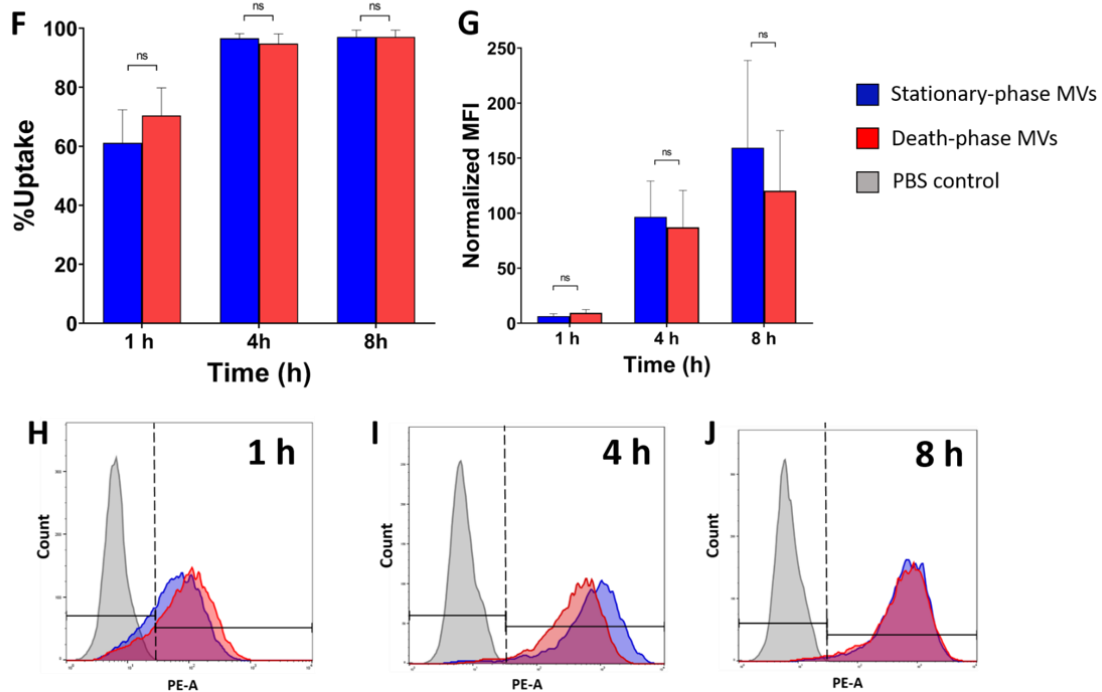 F
G
ns
ns
ns
100
80
60
40
20
0
%Uptake
1 h
4h
8h
Time (h)
250
200
150
100
50
0
Normalized MFI
ns
ns
ns
1 h
4 h
8 h
Time (h)
Stationary-phase MVs
Death-phase MVs
PBS control
H
1 h
Count
PE-A
I
4 h
Count
PE-A
J
8 h
Count
PE-A